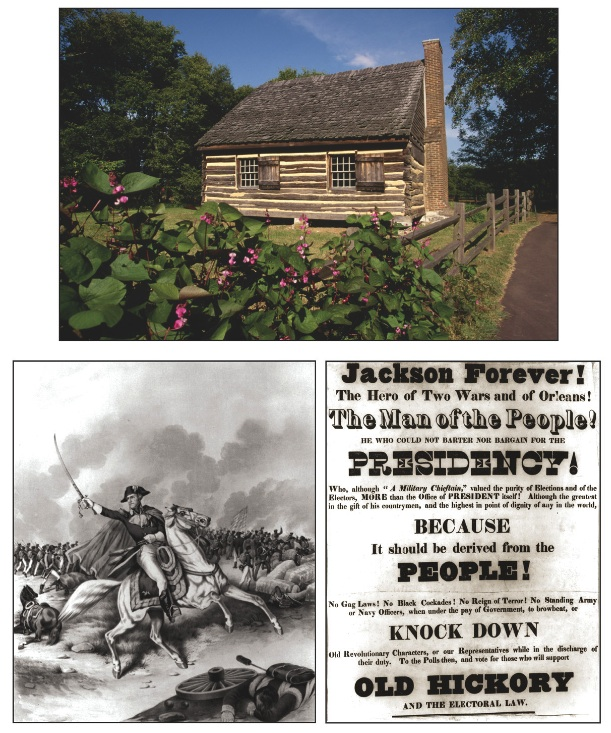 Jackson Forever!
The Hero of Two Wars and of Orleans!
The Man of the People!
HE WHO COULD NOT BARTER NOR BARGAIN FOR THE
PRESIDENCY!
Who, although "A Military Chieftain," valued the purity of Elections and of the
Electors, MORE than the Office of PRESIDENT itself! Although the greatest
in the gift of his countrymen, and the highest in point of dignity of any in the world,
BECAUSE
It should be derived from the
PEOPLE!
No Gag Laws! No Black Cockades! No Reign of Terror! No Standing Army
or Navy Officers, when under the pay of Government, to browbeat, or
KNOCK DOWN
Old Revolutionary Characters, or our Representatives while in the discharge of
their duty. To the Polls then, and vote for those who will support
OLD HICKORY
AND THE ELECTORAL LAW.